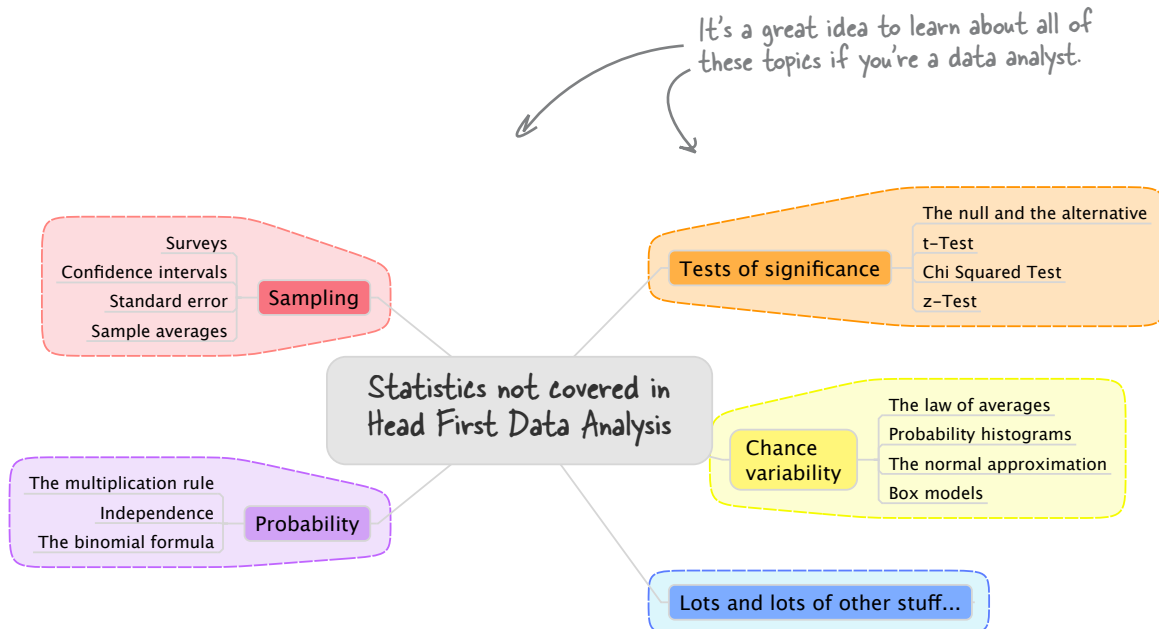 It's a great idea to learn about all of
these topics if you're a data analyst.
Surveys
Confidence intervals
Standard error
Sample averages
Sampling
Tests of significance
The null and the alternative
t-Test
Chi Squared Test
z-Test
Statistics not covered in
Head First Data Analysis
Chance
variability
The law of averages
Probability histograms
The normal approximation
Box models
The multiplication rule
Independence
The binomial formula
Probability
Lots and lots of other stuff...